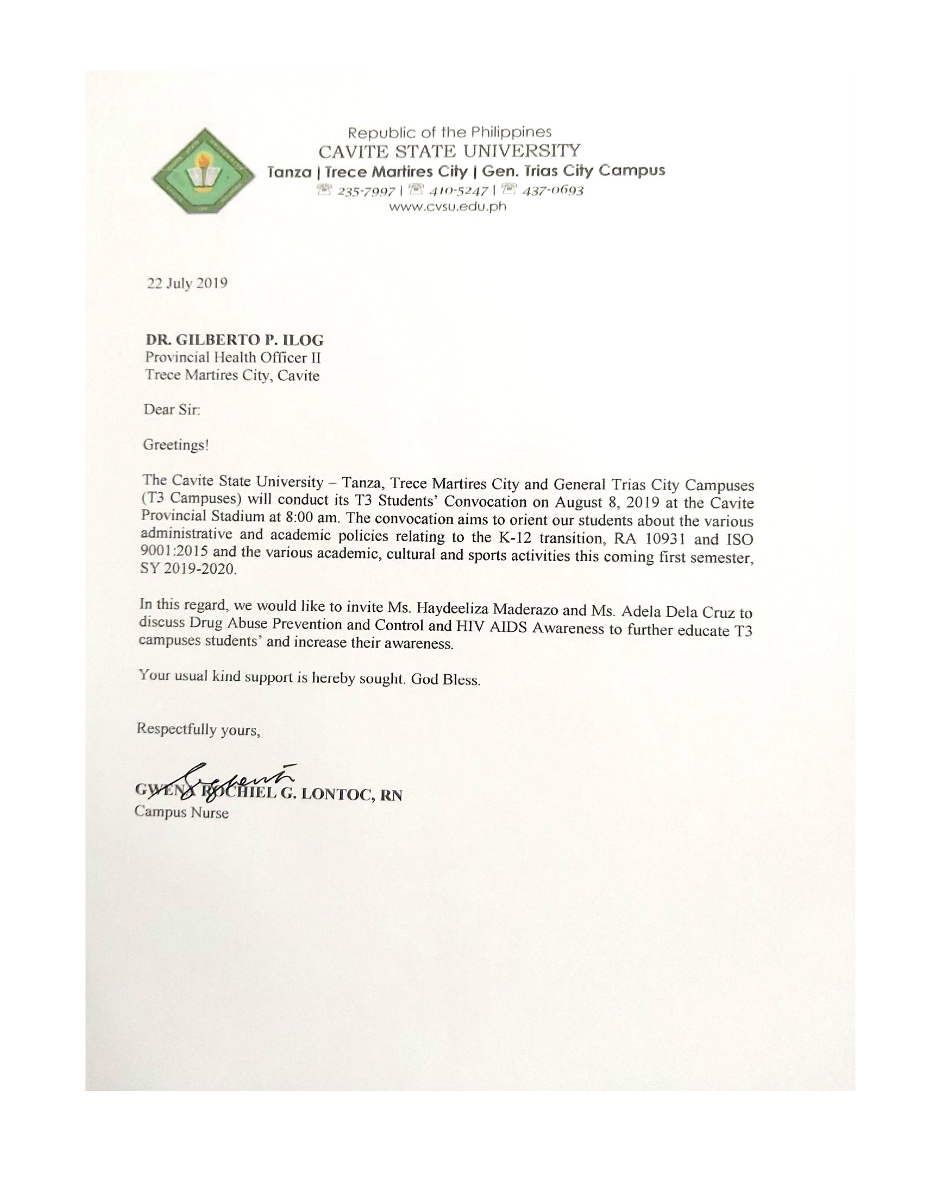 Republic of the Philippines
CAVITE STATE UNIVERSITY
Tanza | Trece Martires City | Gen. Trias City Campus
☏ 235-7997 | ☏ 410-5247 | ☏ 437-0693
www.cvsu.edu.ph
22 July 2019
DR. GILBERTO P. ILOG
Provincial Health Officer II
Trece Martires City, Cavite
Dear Sir:
Greetings!
The Cavite State University – Tanza, Trece Martires City and General Trias City Campuses
(T3 Campuses) will conduct its T3 Students’ Convocation on August 8, 2019 at the Cavite
Provincial Stadium at 8:00 am. The convocation aims to orient our students about the various
administrative and academic policies relating to the K-12 transition, RA 10931 and ISO
9001:2015 and the various academic, cultural and sports activities this coming first semester,
SY 2019-2020.
In this regard, we would like to invite Ms. Haydeeliza Maderazo and Ms. Adela Dela Cruz to
discuss Drug Abuse Prevention and Control and HIV AIDS Awareness to further educate T3
campuses students’ and increase their awareness.
Your usual kind support is hereby sought. God Bless.
Respectfully yours,
ROCHIEL G. LONTOC, RN
Campus Nurse